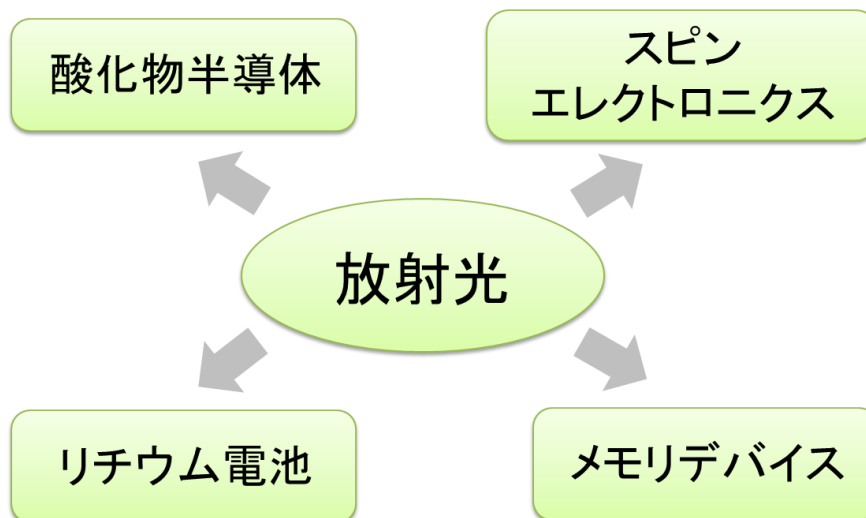 酸化物半導体
スピン
エレクトロニクス
放射光
リチウム電池
メモリデバイス